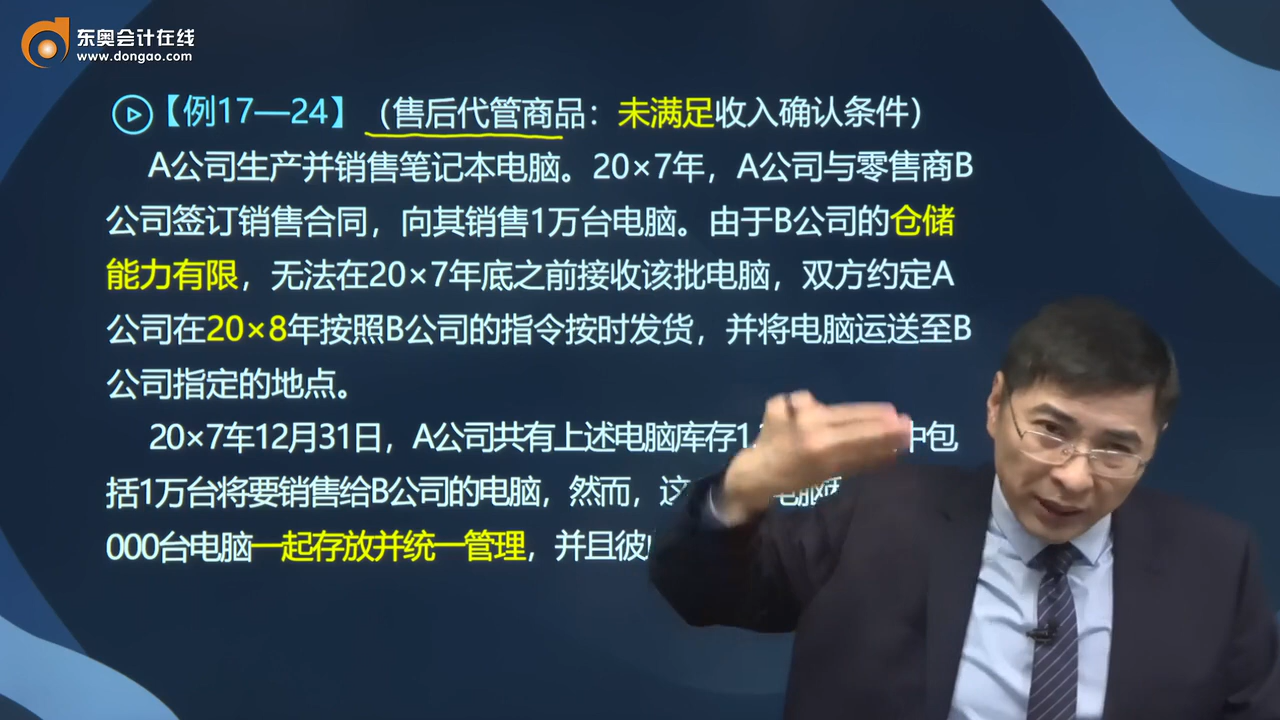 东奥会计在线
www.dongao.com
【例17—24】（售后代管商品：未满足收入确认条件）
A公司生产并销售笔记本电脑。20×7年，A公司与零售商B
公司签订销售合同，向其销售1万台电脑。由于B公司的仓储
能力有限，无法在20×7年底之前接收该批电脑，双方约定A
公司在20×8年按照B公司的指令按时发货，并将电脑运送至B
公司指定的地点。
20×7年12月31日，A公司共有上述电脑库存1. 中包
括1万台将要销售给B公司的电脑，然而，这 电脑
000台电脑一起存放并统一管理，并且彼